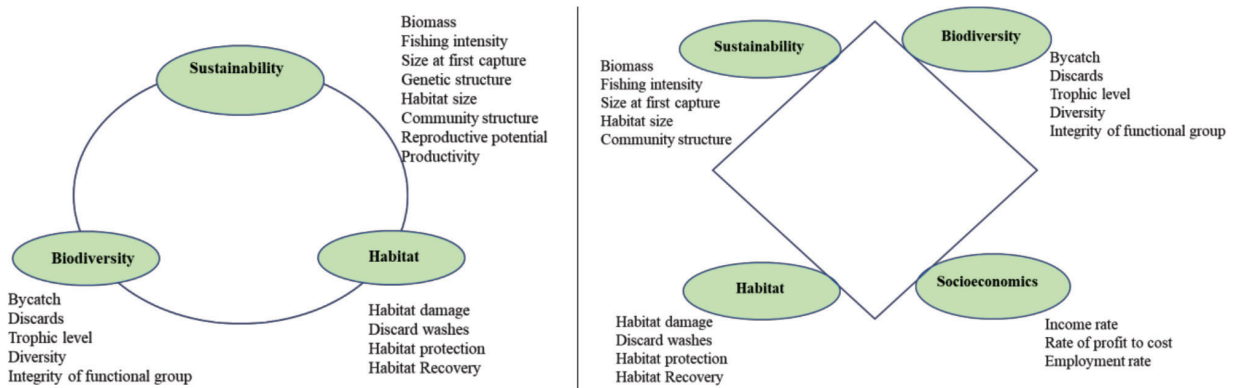 Sustainability
Biomass
Fishing intensity
Size at first capture
Genetic structure
Habitat size
Community structure
Reproductive potential
Productivity
Biodiversity
Bycatch
Discards
Trophic level
Diversity
Integrity of functional group
Habitat
Habitat damage
Discard washes
Habitat protection
Habitat Recovery
Sustainability
Biomass
Fishing intensity
Size at first capture
Habitat size
Community structure
Biodiversity
Bycatch
Discards
Trophic level
Diversity
Integrity of functional group
Habitat
Habitat damage
Discard washes
Habitat protection
Habitat Recovery
Socioeconomics
Income rate
Rate of profit to cost
Employment rate